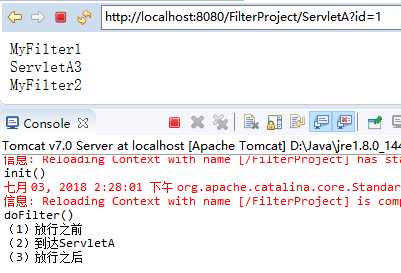 http://localhost:8080/FilterProject/ServletA?id=1
MyFilter1
ServletA3
MyFilter2
Console
Tomcat v7.0 Server at localhost [Apache Tomcat] D:\Java\jre1.8.0_144
信息: Reloading Context with name [/FilterProject] has sta
init()
七月 03, 2018 2:28:01 下午 org.apache.catalina.core.Standar
信息: Reloading Context with name [/FilterProject] is comp
doFilter()
（1）放行之前
（2）到达ServletA
（3）放行之后